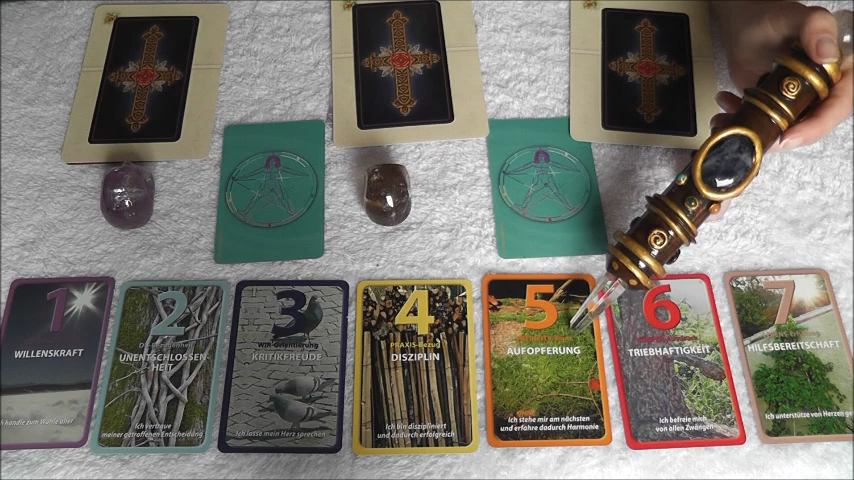 1
WILLENSKRAFT
handle zum Wohle aller
2
UNENTSCHLOSSEN-
HEIT
Ich vertraue
meiner getroffenen Entscheidung
3
WIR-Orientierung
KRITIKFREUDE
Ich lasse mein Herz sprechen
4
PRAXIS-Bezug
DISZIPLIN
Ich bin diszipliniert
und dadurch erfolgreich
5
AUFOPFERUNG
Ich stehe mir am nächsten
und erfahre dadurch Harmonie
6
TRIEBHAFTIGKEIT
Ich befreie mich
von allen Zwängen
7
HILFSBEREITSCHAFT
Ich unterstütze von Herzen